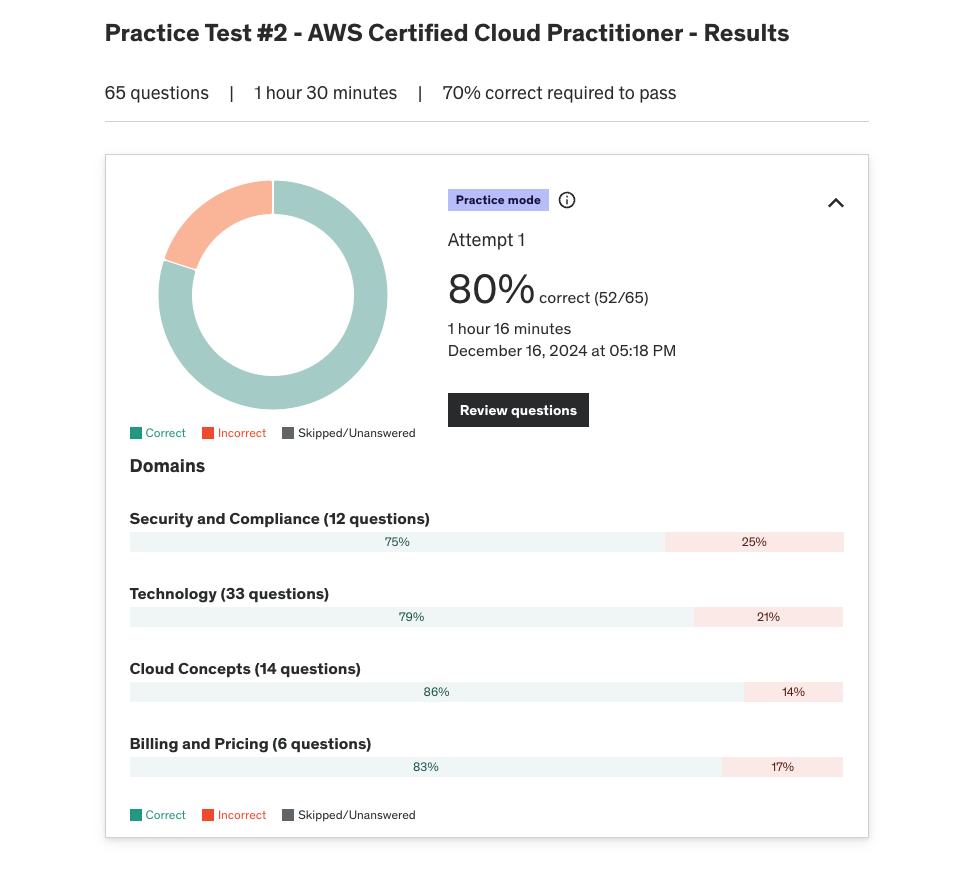 Practice Test #2 - AWS Certified Cloud Practitioner - Results
65 questions | 1 hour 30 minutes | 70% correct required to pass
Practice mode
Attempt 1
80% correct (52/65)
1 hour 16 minutes
December 16, 2024 at 05:18 PM
Review questions
Correct Incorrect Skipped/Unanswered
Domains
Security and Compliance (12 questions)
75% 25%
Technology (33 questions)
79% 21%
Cloud Concepts (14 questions)
86% 14%
Billing and Pricing (6 questions)
83% 17%
Correct Incorrect Skipped/Unanswered